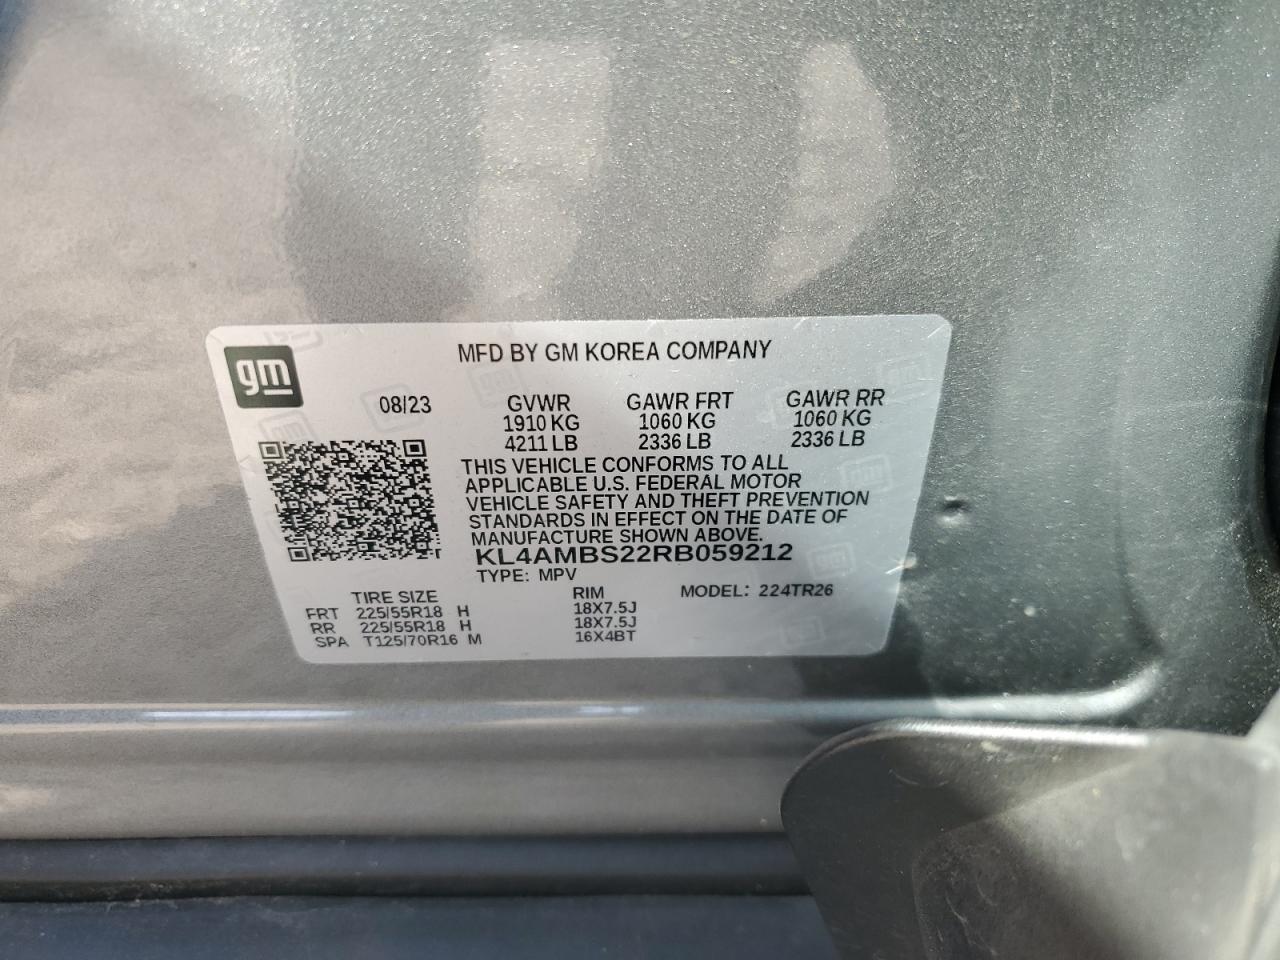 gm
MFD BY GM KOREA COMPANY
08/23 GVWR GAWR FRT GAWR RR
1910 KG 1060 KG 1060 KG
4211 LB 2336 LB 2336 LB
THIS VEHICLE CONFORMS TO ALL
APPLICABLE U.S. FEDERAL MOTOR
VEHICLE SAFETY AND THEFT PREVENTION
STANDARDS IN EFFECT ON THE DATE OF
MANUFACTURE SHOWN ABOVE.
KL4AMBS22RB059212
TYPE: MPV
TIRE SIZE RIM MODEL: 224TR26
FRT 225/55R18 H 18X7.5J
RR 225/55R18 H 18X7.5J
SPA T125/70R16 M 16X4BT